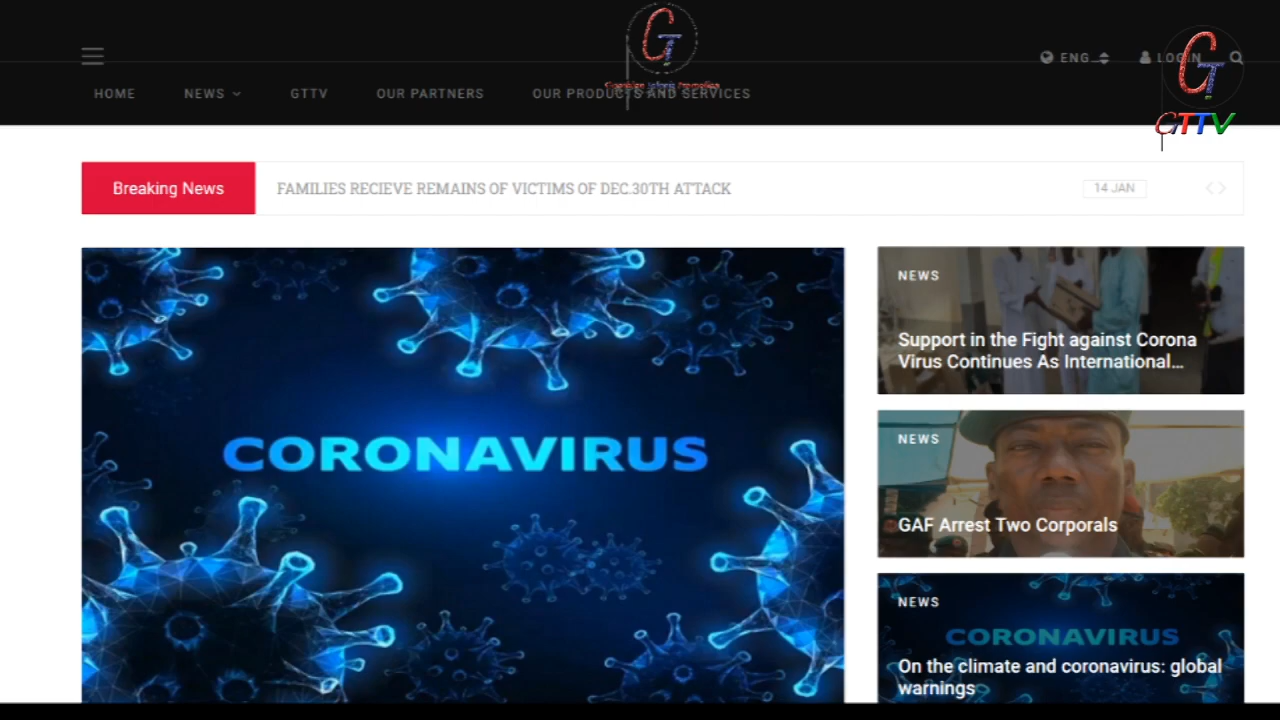 GT
ENG
LOGIN
GT
HOME
NEWS
GTTV
OUR PARTNERS
OUR PRODUCTS AND SERVICES
GTTV
Breaking News
FAMILIES RECIEVE REMAINS OF VICTIMS OF DEC.30TH ATTACK
14 JAN
CORONAVIRUS
NEWS
Support in the Fight against Corona
Virus Continues As International...
NEWS
GAF Arrest Two Corporals
NEWS
CORONAVIRUS
On the climate and coronavirus: global
warnings